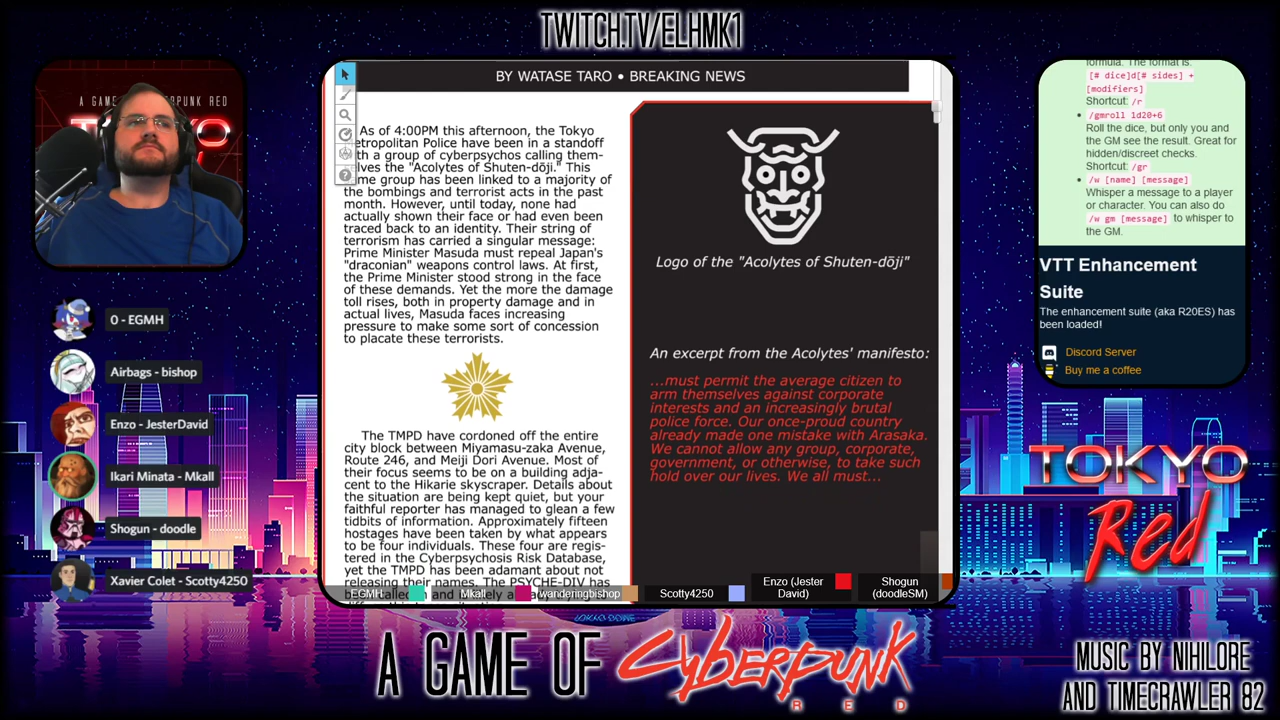 TWITCH.TV/ELHMK1
A GAME OF CYBERPUNK RED
TOKYO
0 - EGMH
Airbags - bishop
Enzo - JesterDavid
Ikari Minata - Mkall
Shogun - doodle
Xavier Colet - Scotty4250
BY WATASE TARO • BREAKING NEWS
As of 4:00PM this afternoon, the Tokyo
etropolitan Police have been in a standoff
th a group of cyberpsychos calling them-
lves the "Acolytes of Shuten-dōji." This
me group has been linked to a majority of
the bombings and terrorist acts in the past
month. However, until today, none had
actually shown their face or had even been
traced back to an identity. Their string of
terrorism has carried a singular message:
Prime Minister Masuda must repeal Japan's
"draconian" weapons control laws. At first,
the Prime Minister stood strong in the face
of these demands. Yet the more the damage
toll rises, both in property damage and in
actual lives, Masuda faces increasing
pressure to make some sort of concession
to placate these terrorists.
The TMPD have cordoned off the entire
city block between Miyamasu-zaka Avenue,
Route 246, and Meiji Dori Avenue. Most of
their focus seems to be on a building adja-
cent to the Hikarie skyscraper. Details about
the situation are being kept quiet, but your
faithful reporter has managed to glean a few
tidbits of information. Approximately fifteen
hostages have been taken by what appears
to be four individuals. These four are regis-
tered in the Cyberpsychosis Risk Database,
yet the TMPD has been adamant about not
releasing their names. The PSYCHE-DIV has
Logo of the "Acolytes of Shuten-dōji"
An excerpt from the Acolytes' manifesto:
...must permit the average citizen to
arm themselves against corporate
interests and an increasingly brutal
police force. Our once-proud country
already made one mistake with Arasaka.
We cannot allow any group, corporate,
government, or otherwise, to take such
hold over our lives. We all must...
EGMH
Mkall
wanderingbishop
Scotty4250
Enzo (Jester
David)
Shogun
(doodleSM)
formula. The format is:
[# dice]d[# sides] +
[modifiers]
Shortcut: /r
• /gmroll 1d20+6
Roll the dice, but only you and
the GM see the result. Great for
hidden/discreet checks.
Shortcut: /gr
• /w [name] [message]
Whisper a message to a player
or character. You can also do
/w gm [message] to whisper to
the GM.
VTT Enhancement
Suite
The enhancement suite (aka R20ES) has
been loaded!
Discord Server
Buy me a coffee
TOKYO
Red
A GAME OF Cyberpunk
RED
MUSIC BY NIHILORE
AND TIMECRAWLER 82